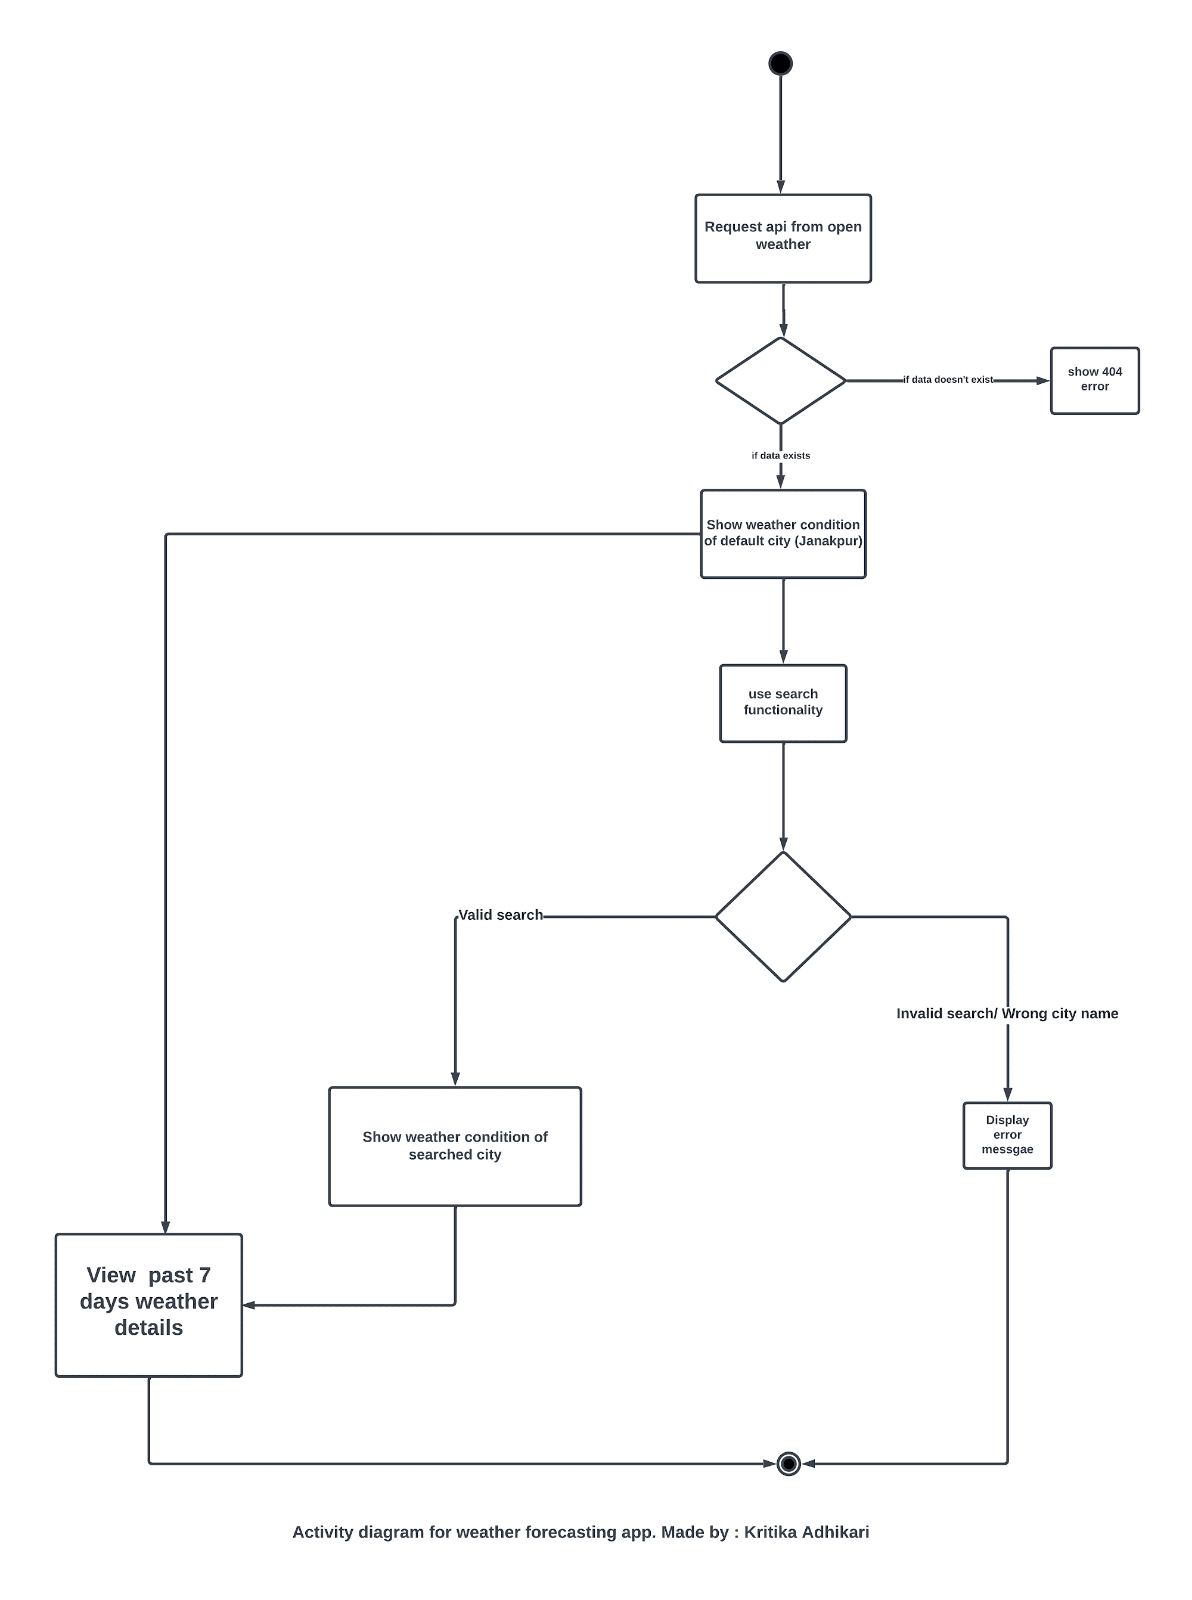 Request api from open
weather
if data doesn't exist
show 404
error
if data exists
Show weather condition
of default city (Janakpur)
use search
functionality
Valid search
Invalid search/ Wrong city name
Show weather condition of
searched city
Display
error
messgae
View  past 7
days weather
details
Activity diagram for weather forecasting app. Made by : Kritika Adhikari